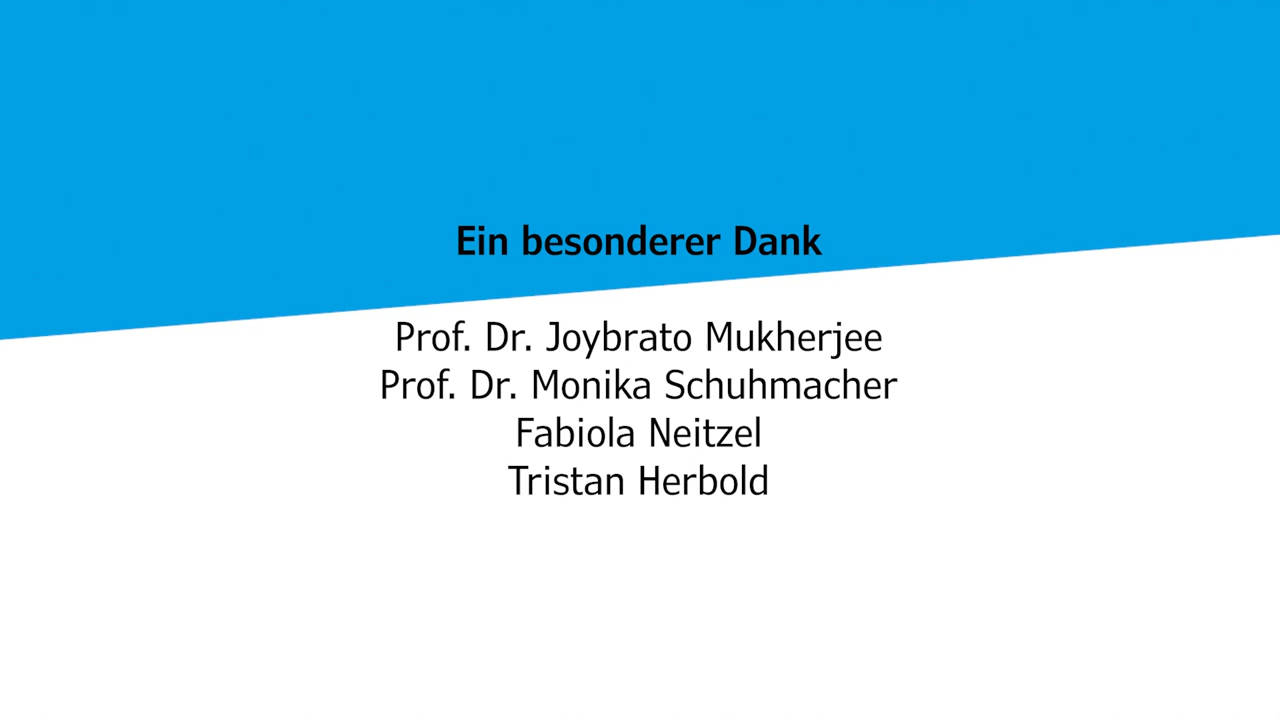 Ein besonderer Dank
Prof. Dr. Joybrato Mukherjee
Prof. Dr. Monika Schuhmacher
Fabiola Neitzel
Tristan Herbold